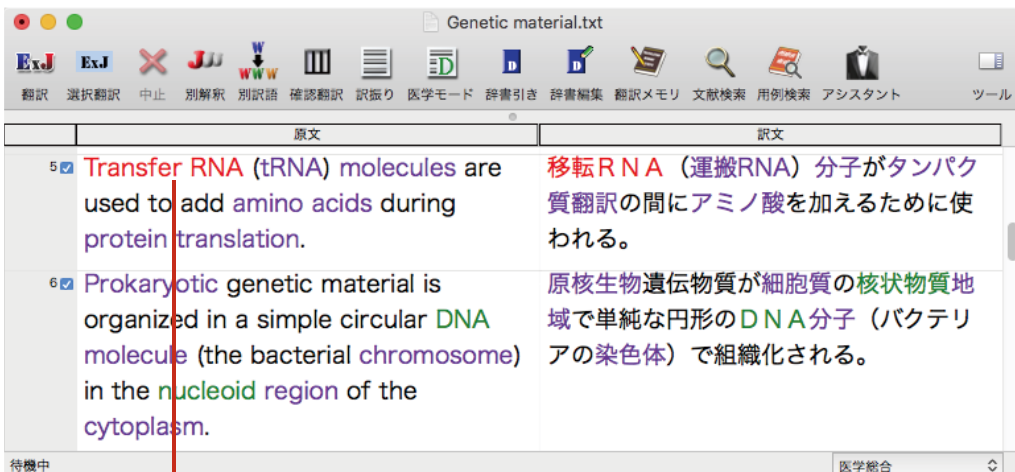 Genetic material.txt
ExJ ExJ J W WWW D D D
翻訳 選択翻訳 中止 別解釈 別訳語 確認翻訳 訳振り 医学モード 辞書引き 辞書編集 翻訳メモリ 文献検索 用例検索 アシスタント ツール
原文 訳文
5 Transfer RNA (tRNA) molecules are
used to add amino acids during
protein translation.
移転ＲＮＡ（運搬RNA）分子がタンパク
質翻訳の間にアミノ酸を加えるために使
われる。
6 Prokaryotic genetic material is
organized in a simple circular DNA
molecule (the bacterial chromosome)
in the nucleoid region of the
cytoplasm.
原核生物遺伝物質が細胞質の核状物質地
域で単純な円形のＤＮＡ分子（バクテリ
アの染色体）で組織化される。
待機中 医学総合